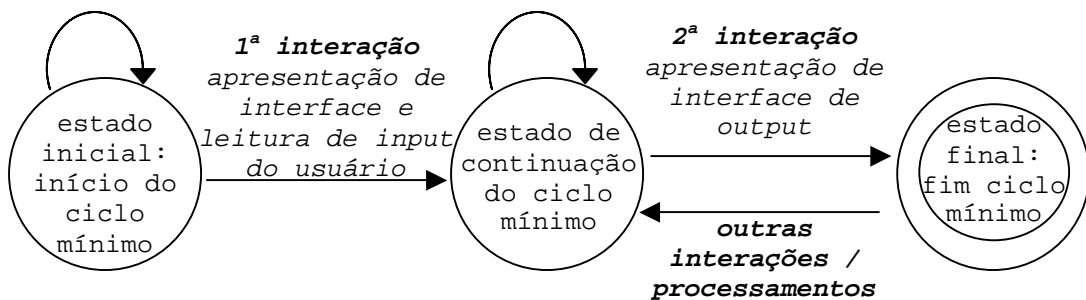 estado
inicial:
início do
ciclo
mínimo
1ª interação
apresentação de
interface e
leitura de input
do usuário
estado de
continuação
do ciclo
mínimo
2ª interação
apresentação de
interface de
output
outras
interações /
processamentos
estado
final:
fim ciclo
mínimo